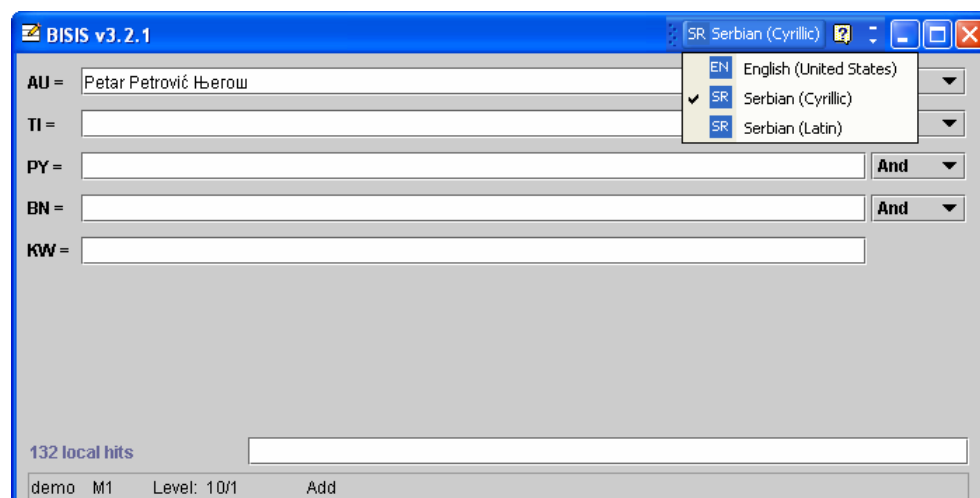 BISIS v3.2.1 SR Serbian (Cyrillic)
EN English (United States)
AU = Petar Petrović Његош
SR Serbian (Cyrillic)
TI =
SR Serbian (Latin)
PY = And
BN = And
KW =
132 local hits
demo M1 Level: 10/1 Add